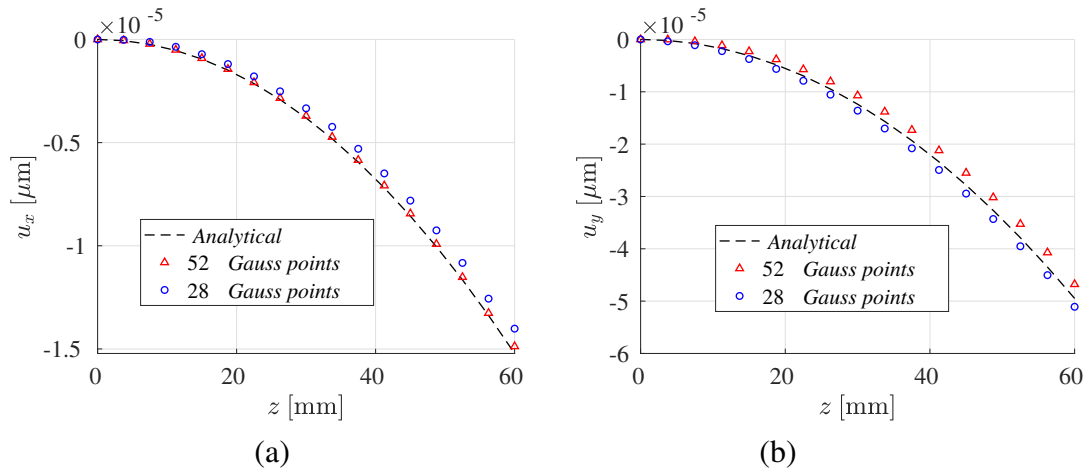 ×10 -5
0
-0.5
-1
-1.5
u_x [μm]
Analytical
52 Gauss points
28 Gauss points
0 20 40 60
z [mm]
(a)
×10 -5
0
-1
-2
-3
-4
-5
-6
u_y [μm]
Analytical
52 Gauss points
28 Gauss points
0 20 40 60
z [mm]
(b)